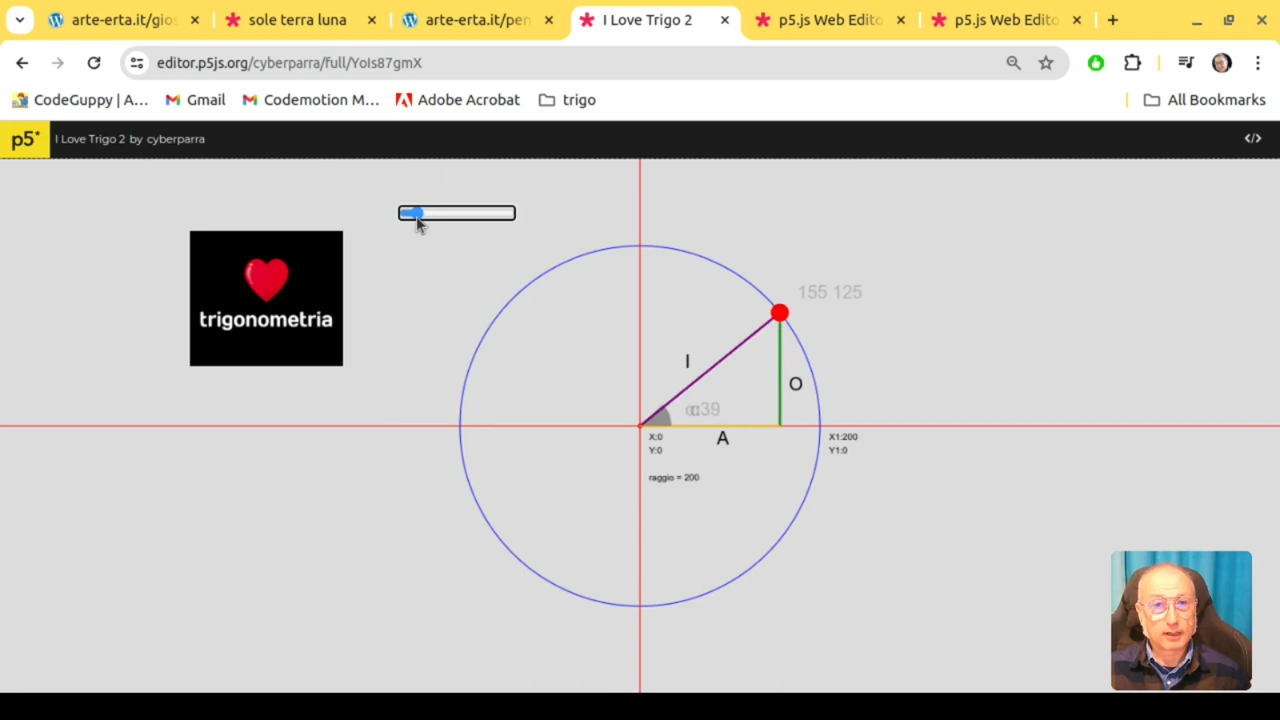 arte-erta.it/gios
sole terra luna
arte-erta.it/pen
I Love Trigo 2
p5.js Web Edito
p5.js Web Edito
editor.p5js.org/cyberparra/full/YoIs87gmX
CodeGuppy | A...
Gmail
Codemotion M...
Adobe Acrobat
trigo
All Bookmarks
p5* I Love Trigo 2 by cyberparra </>
trigonometria
155 125
I
O
39
A
X:0
Y:0
X1:200
Y1:0
raggio = 200